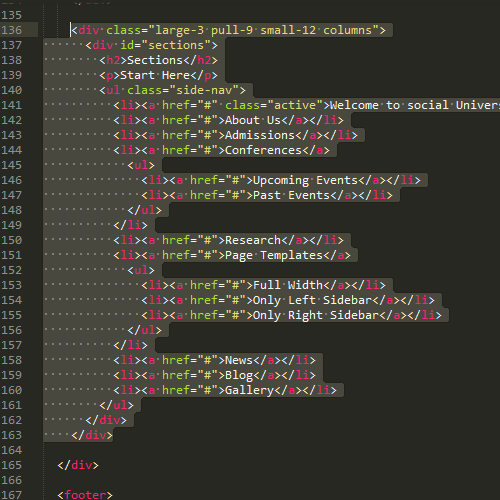 135
136 <div class="large-3 pull-9 small-12 columns">
137 <div id="sections">
138 <h2>Sections</h2>
139 <p>Start Here</p>
140 <ul class="side-nav">
141 <li><a href="#" class="active">Welcome to social Univers
142 <li><a href="#">About Us</a></li>
143 <li><a href="#">Admissions</a></li>
144 <li><a href="#">Conferences</a>
145 <ul>
146 <li><a href="#">Upcoming Events</a></li>
147 <li><a href="#">Past Events</a></li>
148 </ul>
149 </li>
150 <li><a href="#">Research</a></li>
151 <li><a href="#">Page Templates</a>
152 <ul>
153 <li><a href="#">Full Width</a></li>
154 <li><a href="#">Only Left Sidebar</a></li>
155 <li><a href="#">Only Right Sidebar</a></li>
156 </ul>
157 </li>
158 <li><a href="#">News</a></li>
159 <li><a href="#">Blog</a></li>
160 <li><a href="#">Gallery</a></li>
161 </ul>
162 </div>
163 </div>
164
165 </div>
166
167 <footer>